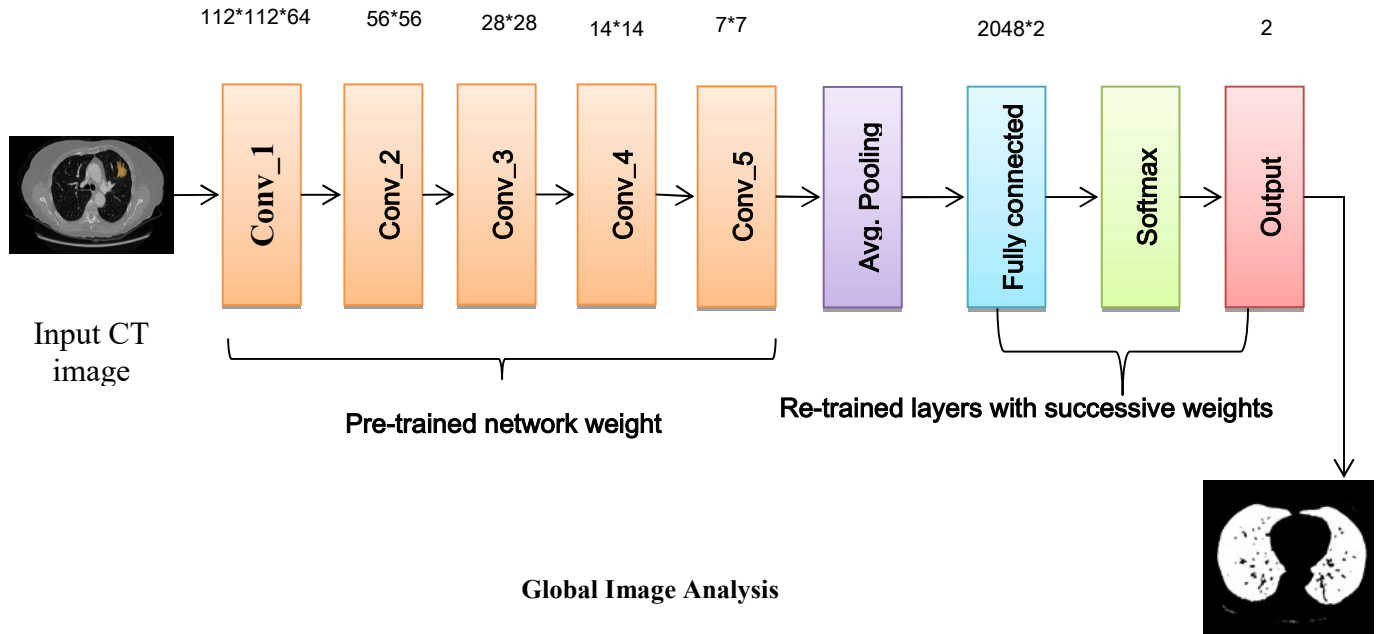 112*112*64
56*56
28*28
14*14
7*7
2048*2
2
Conv_1
Conv_2
Conv_3
Conv_4
Conv_5
Avg. Pooling
Fully connected
Softmax
Output
Input CT
image
Pre-trained network weight
Re-trained layers with successive weights
Global Image Analysis